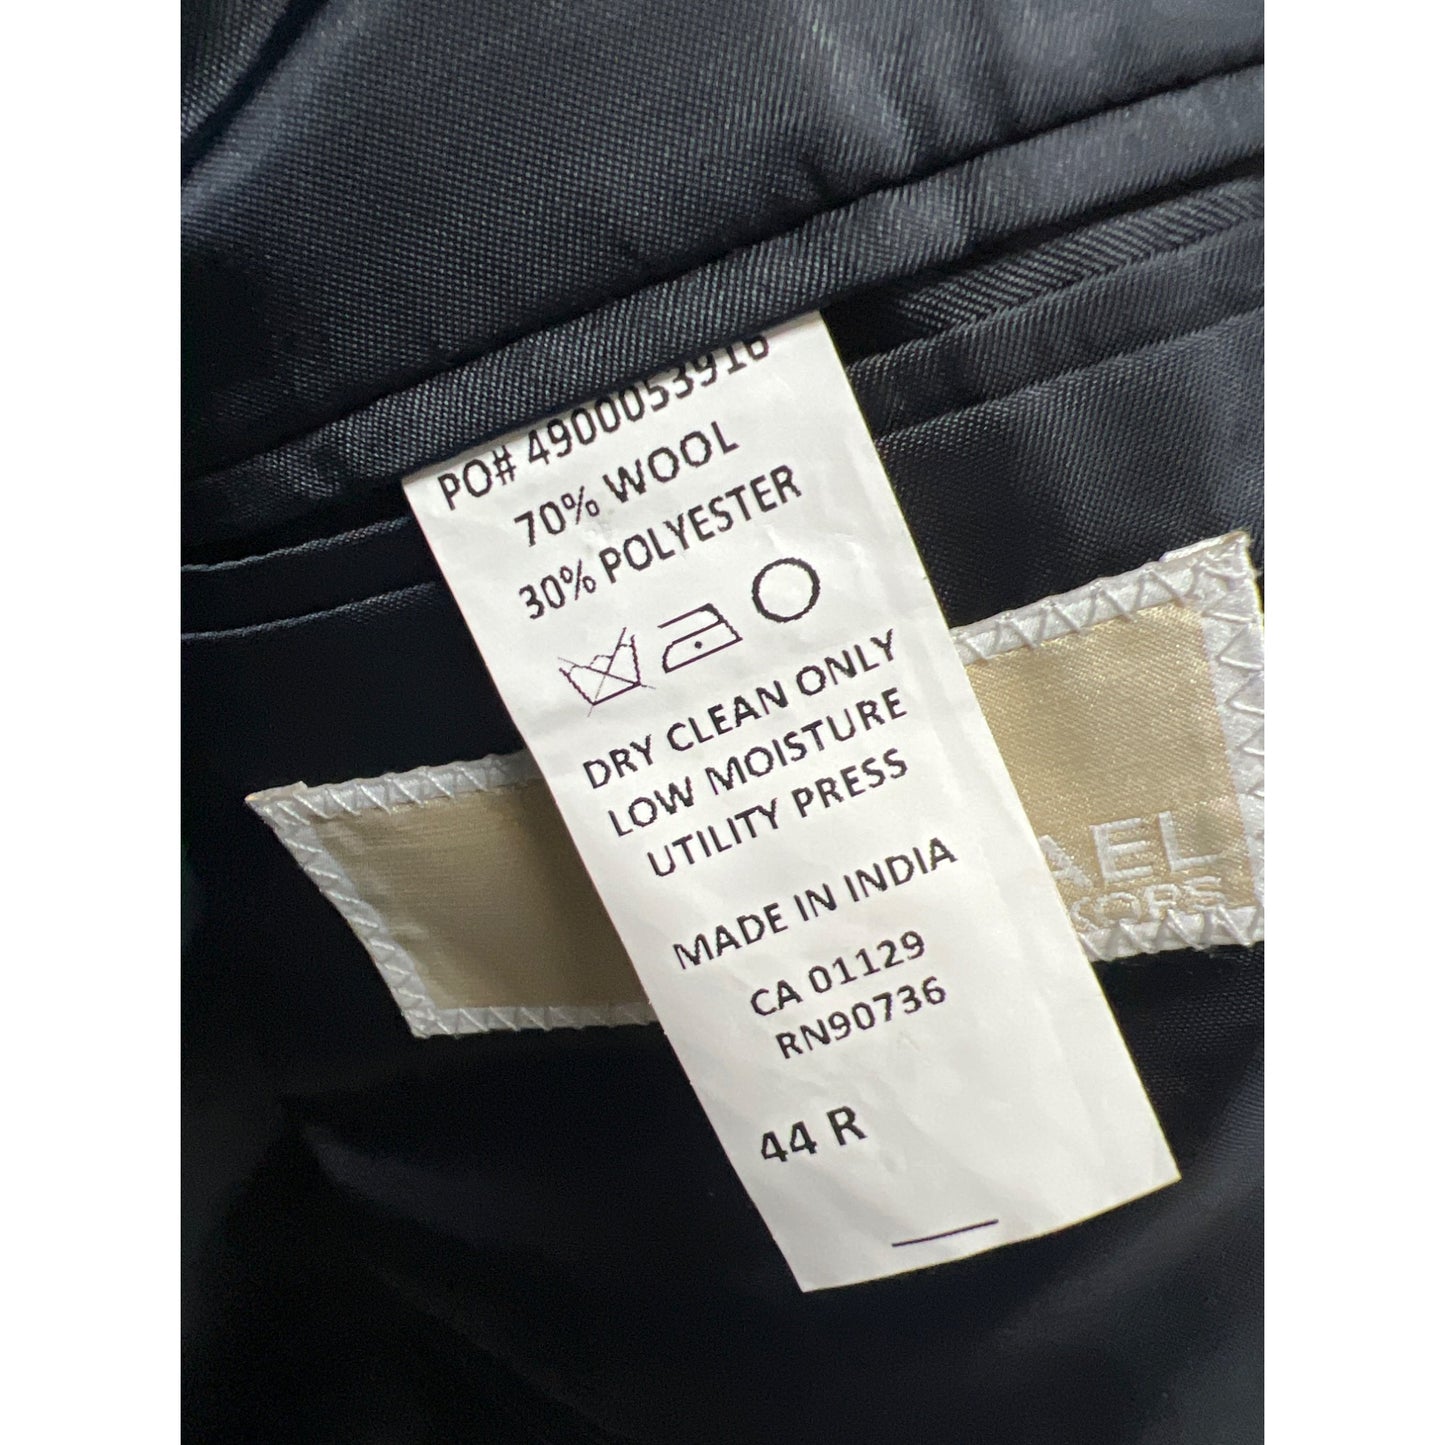 PO# 4900053916
70% WOOL
30% POLYESTER
DRY CLEAN ONLY
LOW MOISTURE
UTILITY PRESS
MADE IN INDIA
CA 01129
RN90736
44 R
AEL
KORS